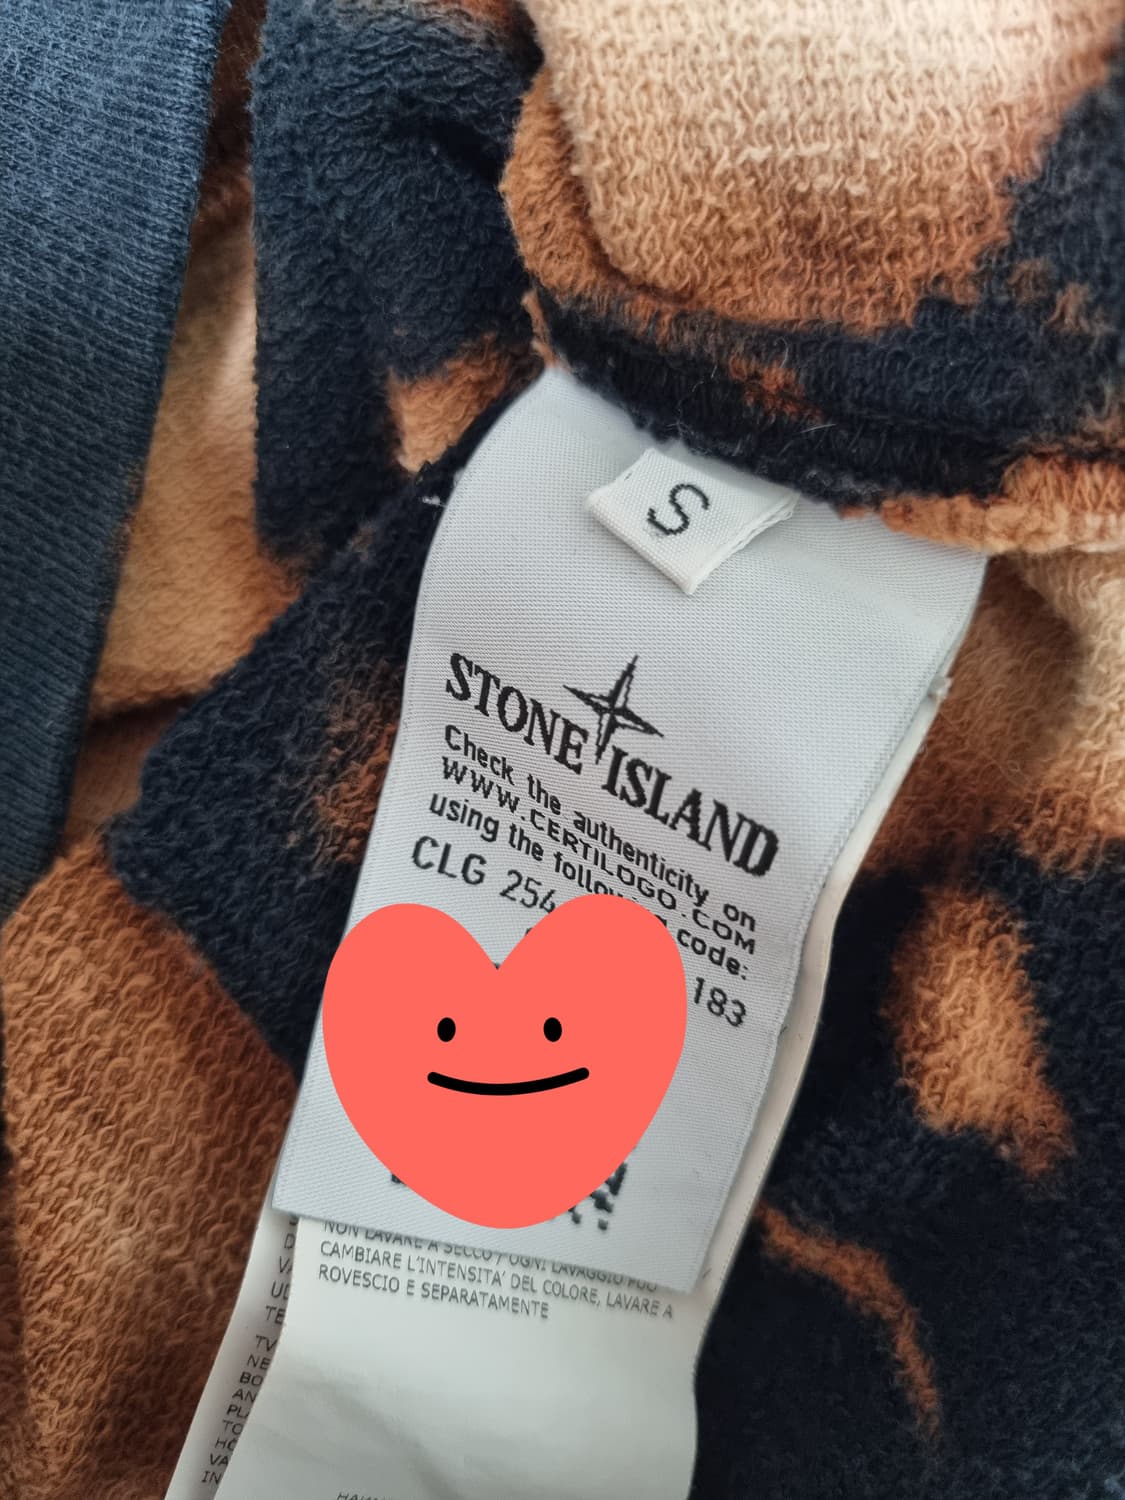 S
STONE ISLAND
Check the authenticity on
WWW.CERTILOGO.COM
using the following code:
CLG 254
183
NON LAVARE A SECCO / OGNI LAVAGGIO PUO'
CAMBIARE L'INTENSITA' DEL COLORE, LAVARE A
ROVESCIO E SEPARATAMENTE